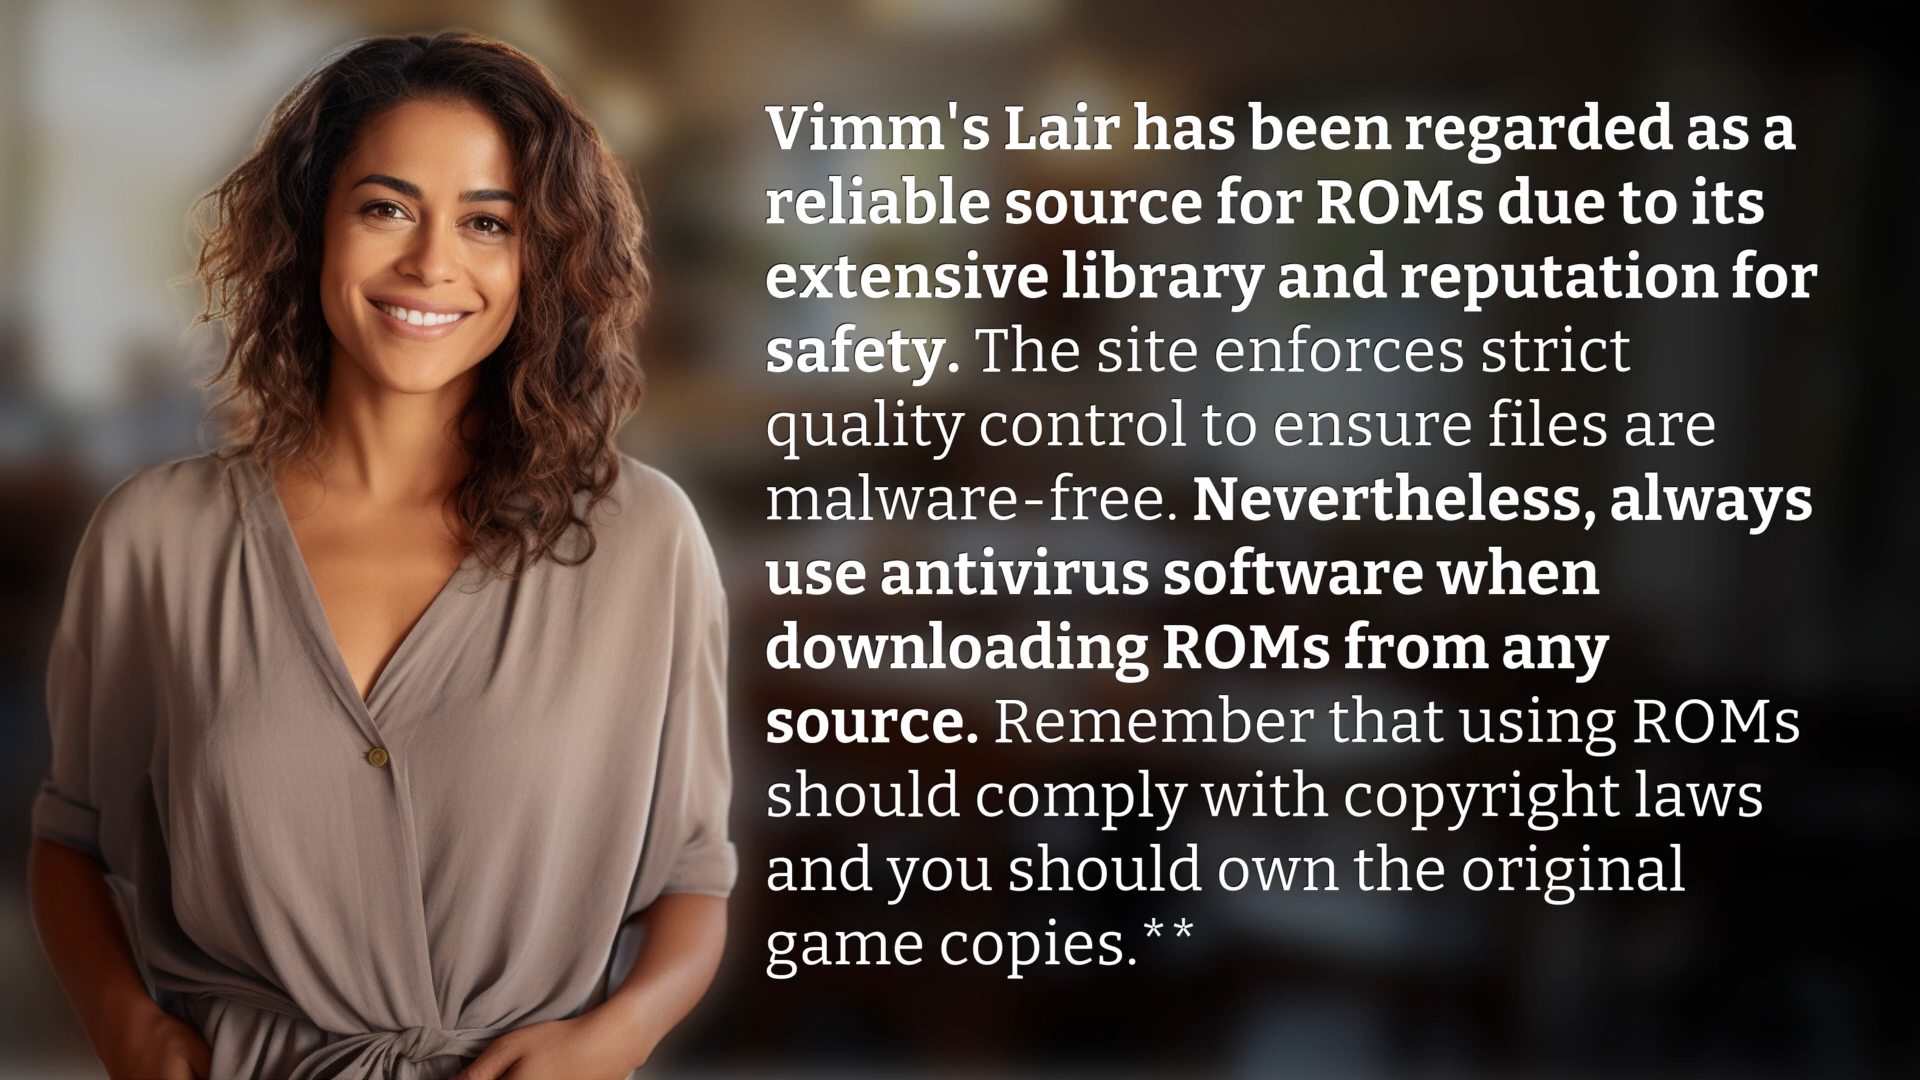 Vimm's Lair has been regarded as a
reliable source for ROMs due to its
extensive library and reputation for
safety. The site enforces strict
quality control to ensure files are
malware-free. Nevertheless, always
use antivirus software when
downloading ROMs from any
source. Remember that using ROMs
should comply with copyright laws
and you should own the original
game copies.**